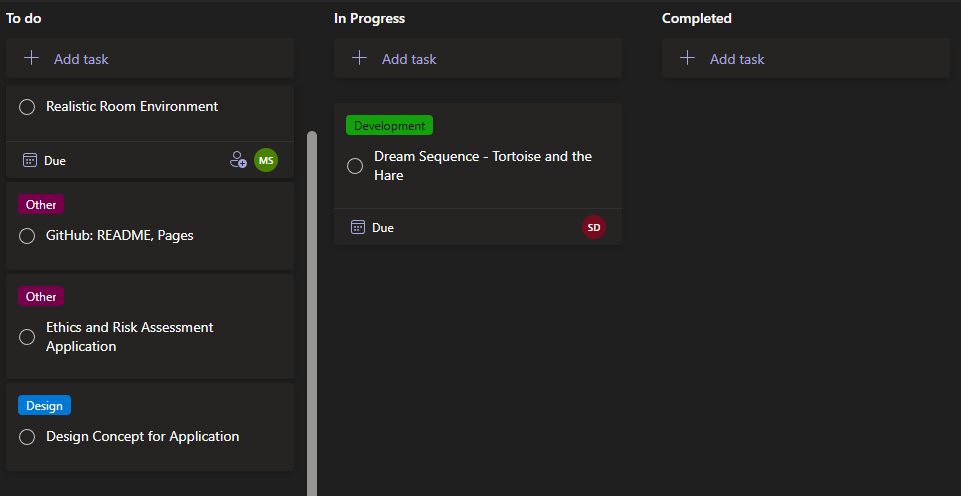 To do
Add task
Realistic Room Environment
Due
MS
Other
GitHub: README, Pages
Other
Ethics and Risk Assessment
Application
Design
Design Concept for Application
In Progress
Add task
Development
Dream Sequence - Tortoise and the
Hare
Due
SD
Completed
Add task